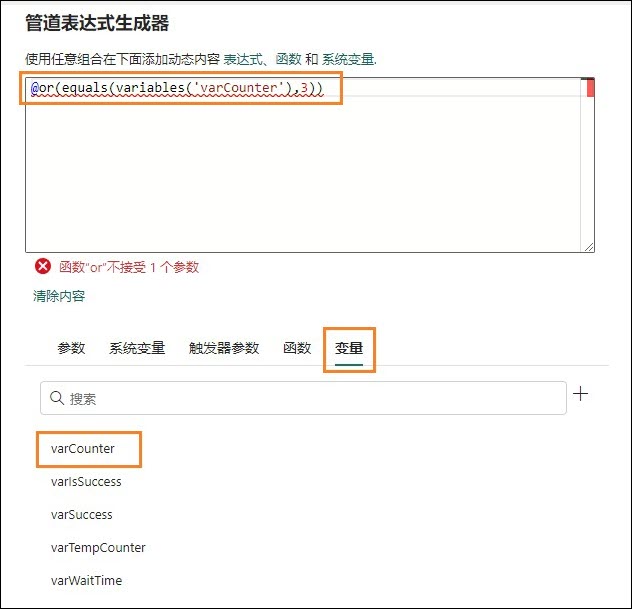 管道表达式生成器
使用任意组合在下面添加动态内容 表达式、函数 和 系统变量.
@or(equals(variables('varCounter'),3))
函数"or"不接受 1 个参数
清除内容
参数 系统变量 触发器参数 函数 变量
搜索
varCounter
varIsSuccess
varSuccess
varTempCounter
varWaitTime